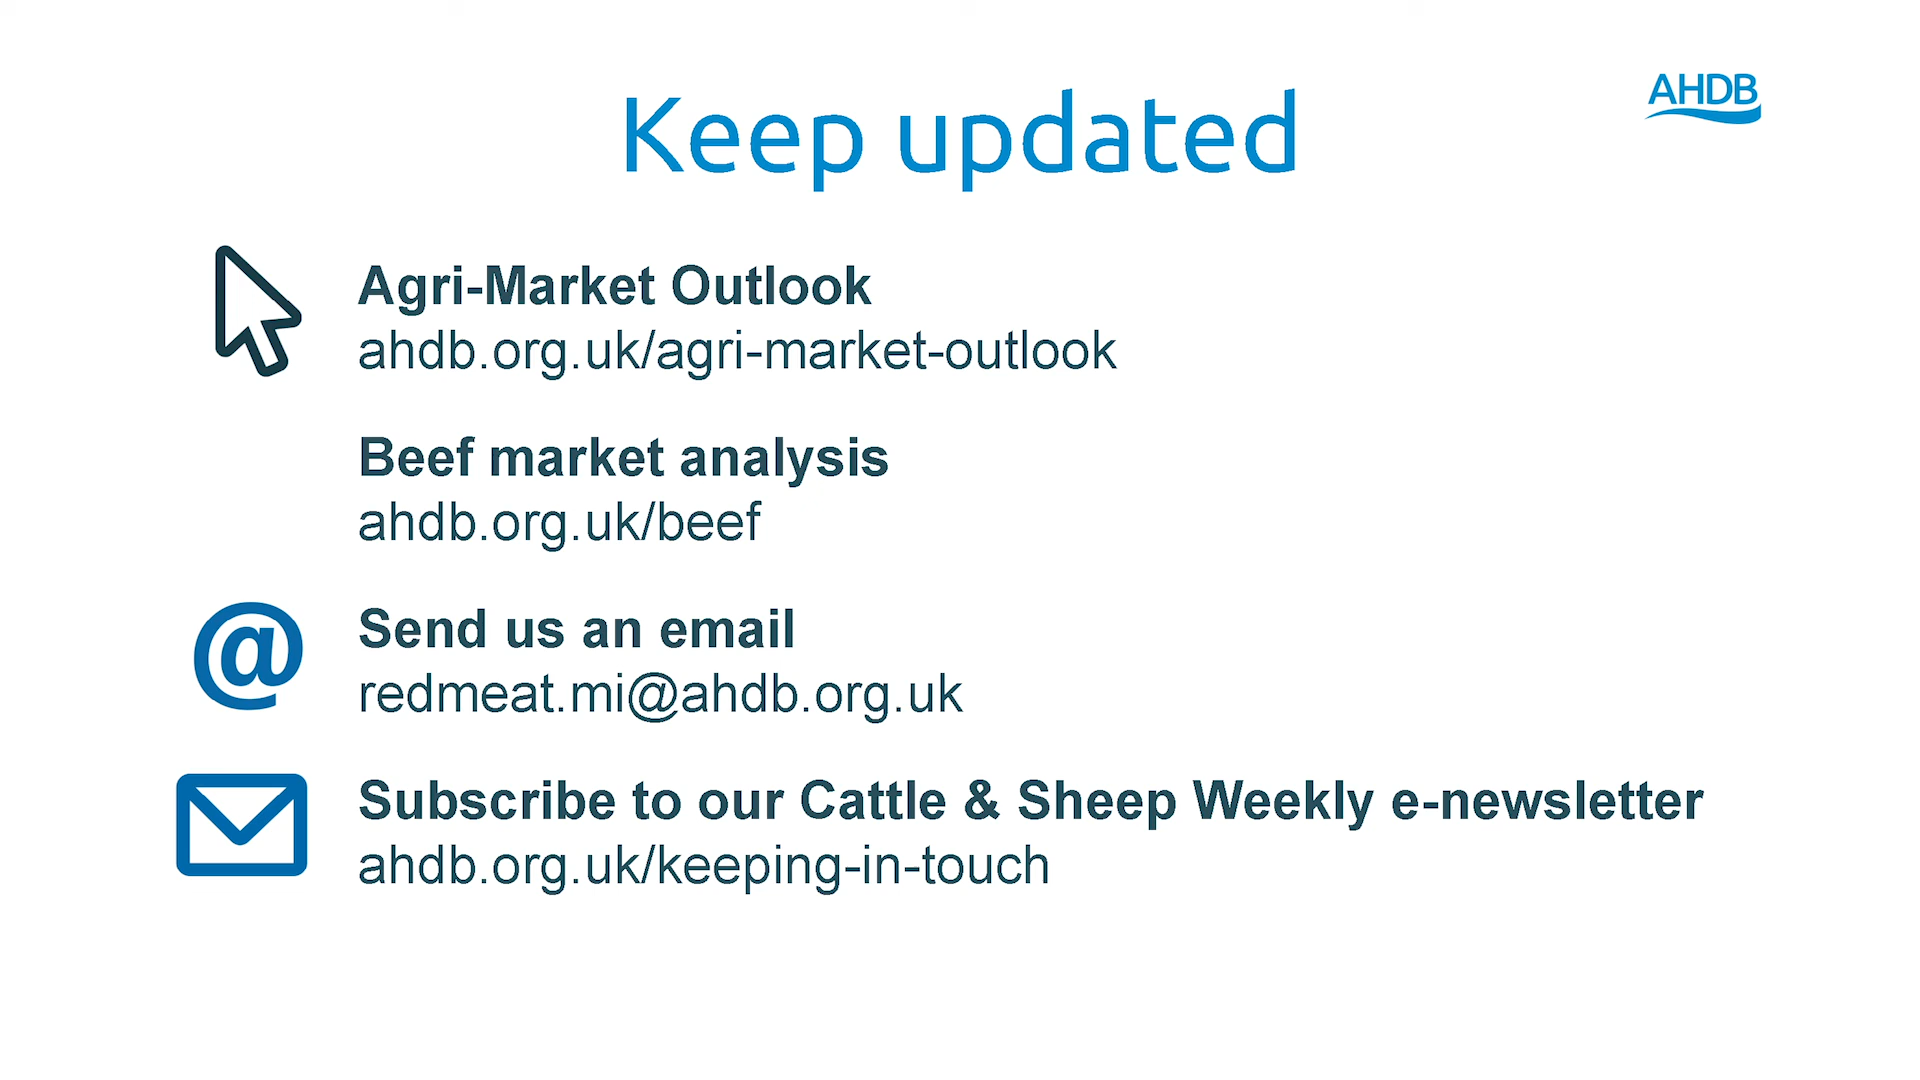 Keep updated
AHDB
Agri-Market Outlook
ahdb.org.uk/agri-market-outlook
Beef market analysis
ahdb.org.uk/beef
@
Send us an email
redmeat.mi@ahdb.org.uk
Subscribe to our Cattle & Sheep Weekly e-newsletter
ahdb.org.uk/keeping-in-touch